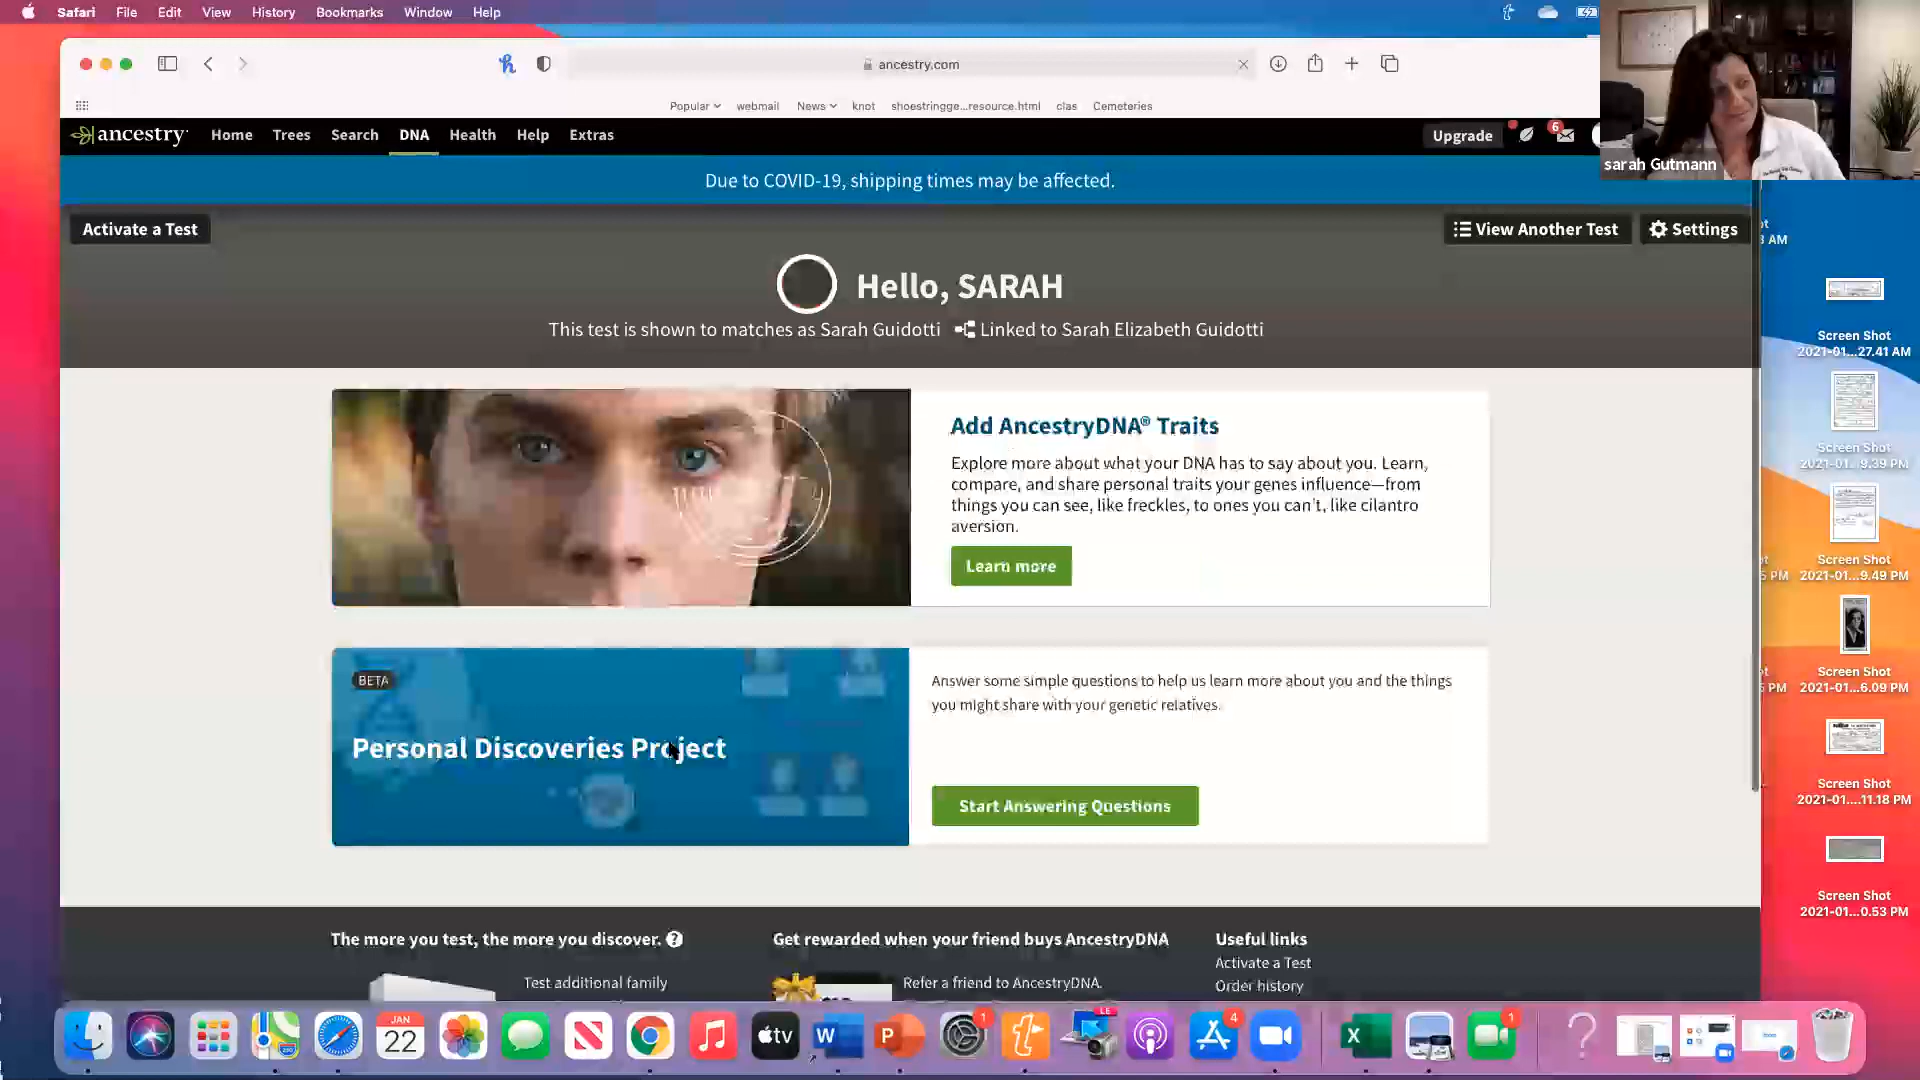 Safari File Edit View History Bookmarks Window Help
ancestry.com
Popular webmail News knot shoestringge...resource.html clas Cemeteries
ancestry Home Trees Search DNA Health Help Extras
Upgrade
6
sarah Gutmann
Due to COVID-19, shipping times may be affected.
Activate a Test
View Another Test
Settings
Hello, SARAH
This test is shown to matches as Sarah Guidotti
Linked to Sarah Elizabeth Guidotti
Add AncestryDNA® Traits
Explore more about what your DNA has to say about you. Learn,
compare, and share personal traits your genes influence—from
things you can see, like freckles, to ones you can't, like cilantro
aversion.
Learn more
BETA
Personal Discoveries Project
Answer some simple questions to help us learn more about you and the things
you might share with your genetic relatives.
Start Answering Questions
The more you test, the more you discover.
Test additional family
Get rewarded when your friend buys AncestryDNA
Refer a friend to AncestryDNA.
Useful links
Activate a Test
Order history
AM
Screen Shot
2021-01...27.41 AM
Screen Shot
2021-01...9.39 PM
Screen Shot
PM 2021-01...9.49 PM
Screen Shot
PM 2021-01...6.09 PM
Screen Shot
2021-01....11.18 PM
Screen Shot
2021-01...0.53 PM
JAN
22
tv
W
P
1
4
X
1